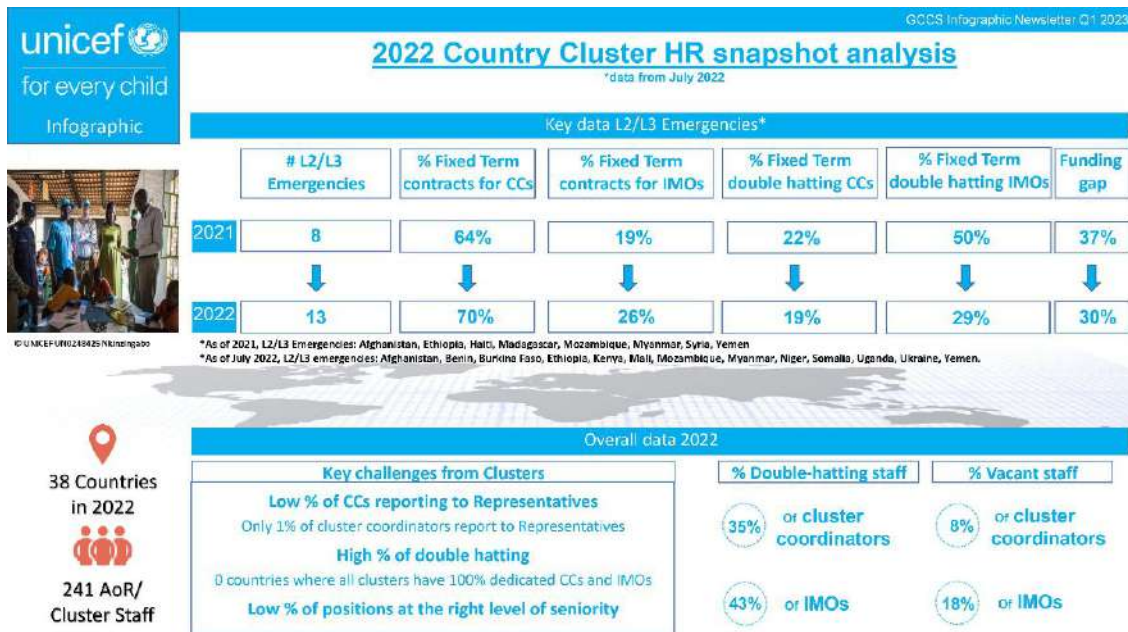 GCCS Infographic Newsletter Q1 2023
unicef
for every child
Infographic
2022 Country Cluster HR snapshot analysis
*data from July 2022
Key data L2/L3 Emergencies*
# L2/L3 Emergencies
% Fixed Term contracts for CCs
% Fixed Term contracts for IMOs
% Fixed Term double hatting CCs
% Fixed Term double hatting IMOs
Funding gap
2021 8 64% 19% 22% 50% 37%
2022 13 70% 26% 19% 29% 30%
*As of 2021, L2/L3 Emergencies: Afghanistan, Ethiopia, Haiti, Madagascar, Mozambique, Myanmar, Syria, Yemen
*As of July 2022, L2/L3 emergencies: Afghanistan, Benin, Burkina Faso, Ethiopia, Kenya, Mali, Mozambique, Myanmar, Niger, Somalia, Uganda, Ukraine, Yemen.
38 Countries
in 2022
241 AoR/
Cluster Staff
Overall data 2022
Key challenges from Clusters
Low % of CCs reporting to Representatives
Only 1% of cluster coordinators report to Representatives
High % of double hatting
0 countries where all clusters have 100% dedicated CCs and IMOs
Low % of positions at the right level of seniority
% Double-hatting staff
35% of cluster
coordinators
43% of IMOs
% Vacant staff
8% of cluster
coordinators
18% of IMOs